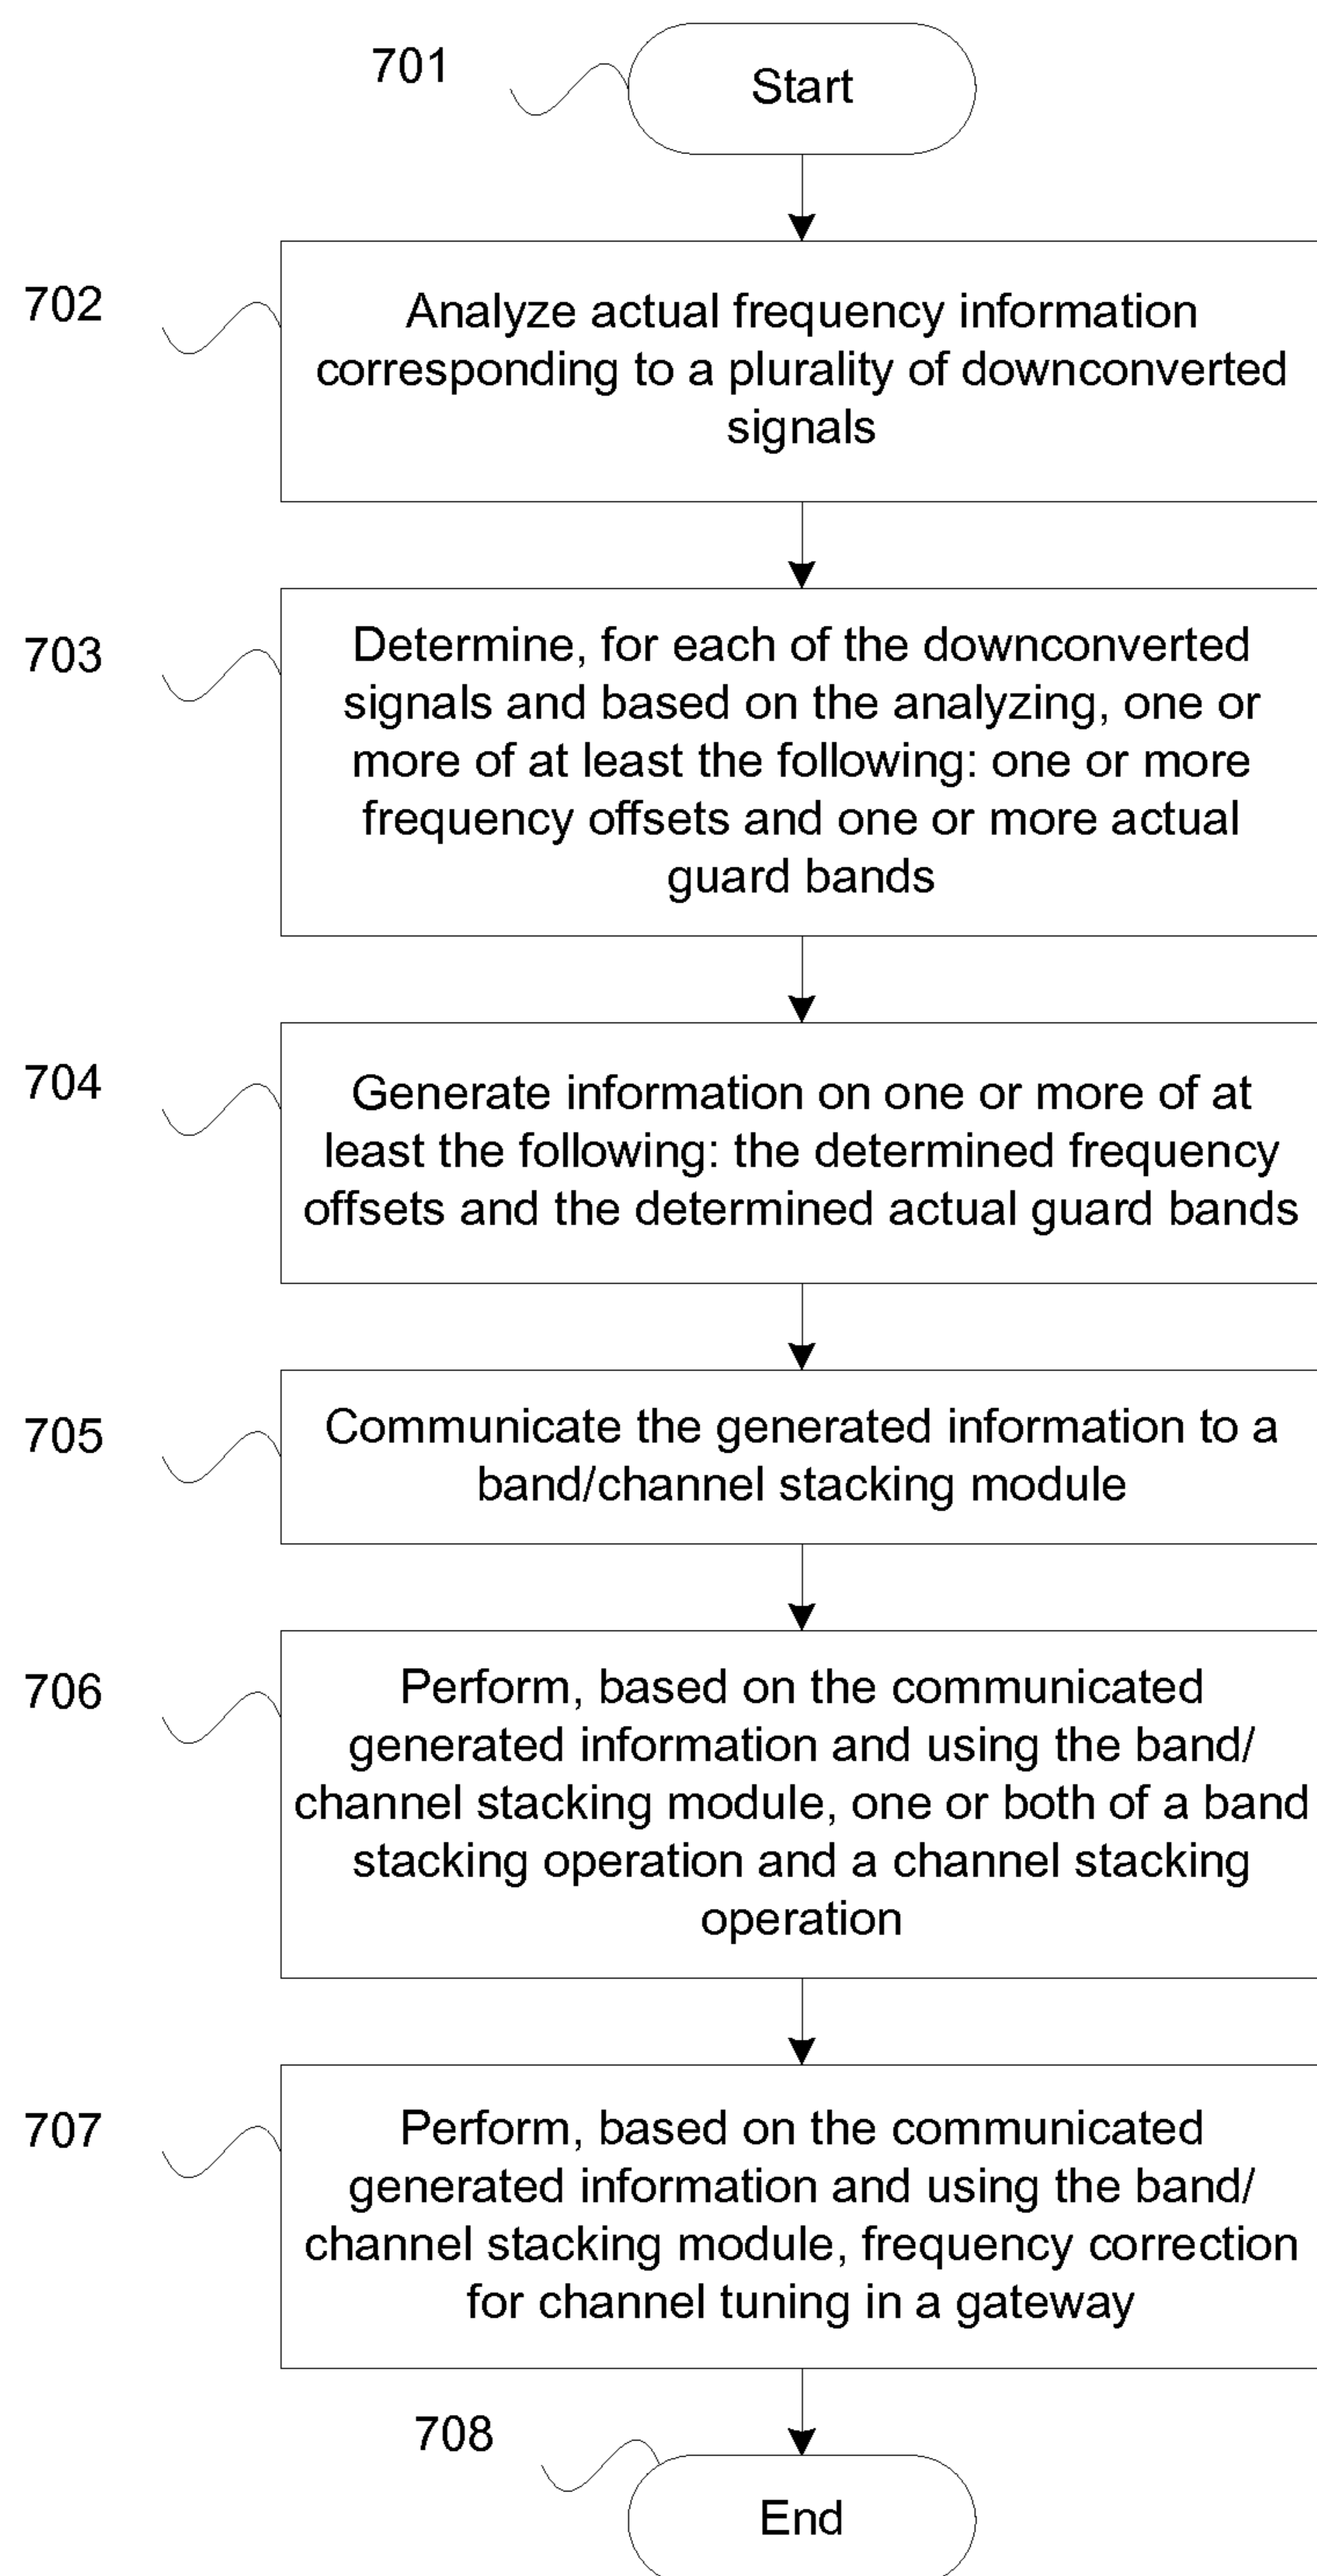 701
Start
702
Analyze actual frequency information
corresponding to a plurality of downconverted
signals
703
Determine, for each of the downconverted
signals and based on the analyzing, one or
more of at least the following: one or more
frequency offsets and one or more actual
guard bands
704
Generate information on one or more of at
least the following: the determined frequency
offsets and the determined actual guard bands
705
Communicate the generated information to a
band/channel stacking module
706
Perform, based on the communicated
generated information and using the band/
channel stacking module, one or both of a band
stacking operation and a channel stacking
operation
707
Perform, based on the communicated
generated information and using the band/
channel stacking module, frequency correction
for channel tuning in a gateway
708
End